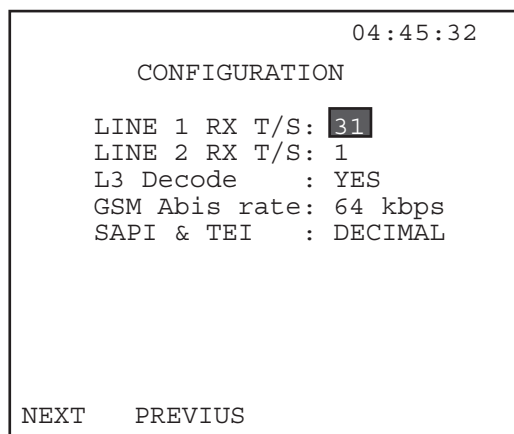 04:45:32
CONFIGURATION
LINE 1 RX T/S: 31
LINE 2 RX T/S: 1
L3 Decode : YES
GSM Abis rate: 64 kbps
SAPI & TEI : DECIMAL
NEXT PREVIUS